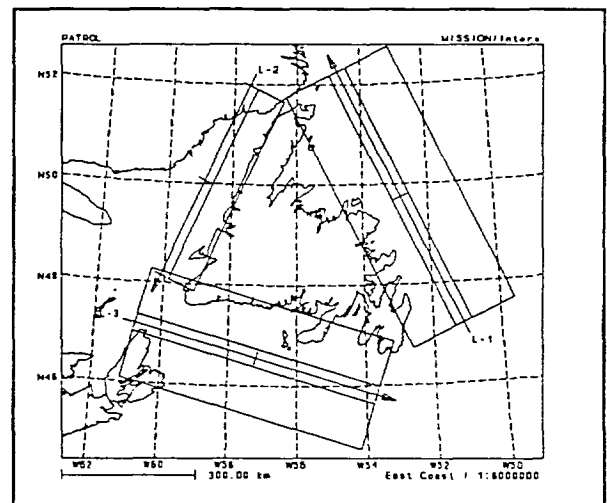 PATROL MISSION/Intera
N52
L-2
N50
N48
L-3
L-1
N46
W62 W60 W58 W56 W54 W52 W50
300.00 km East Coast / 1:6000000